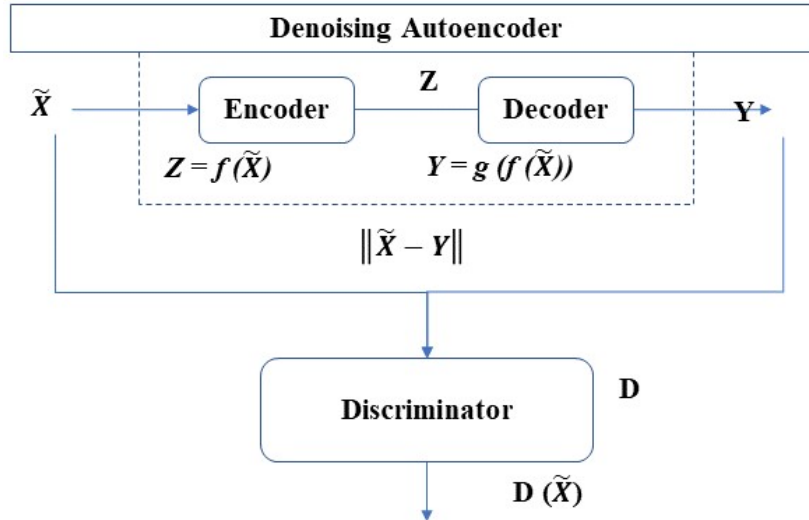 Denoising Autoencoder
Z
X̃
Encoder
Decoder
Y
Z = f(X̃)
Y = g (f(X̃))
‖X̃ − Y‖
Discriminator
D
D (X̃)